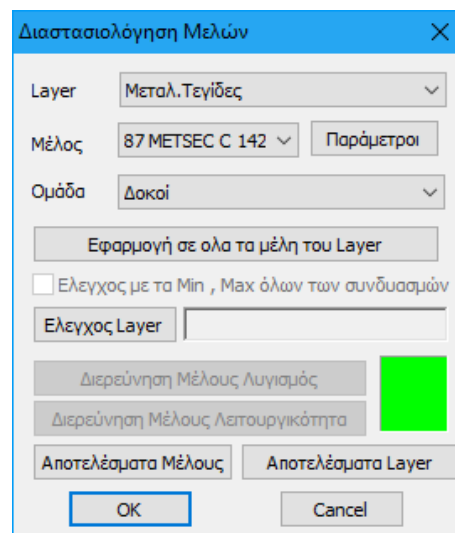 Διαστασιολόγηση Μελών
Layer Μεταλ.Τεγίδες
Μέλος 87 METSEC C 142 Παράμετροι
Ομάδα Δοκοί
Εφαρμογή σε ολα τα μέλη του Layer
Ελεγχος με τα Min , Max όλων των συνδυασμών
Ελεγχος Layer
Διερεύνηση Μέλους Λυγισμός
Διερεύνηση Μέλους Λειτουργικότητα
Αποτελέσματα Μέλους Αποτελέσματα Layer
OK Cancel